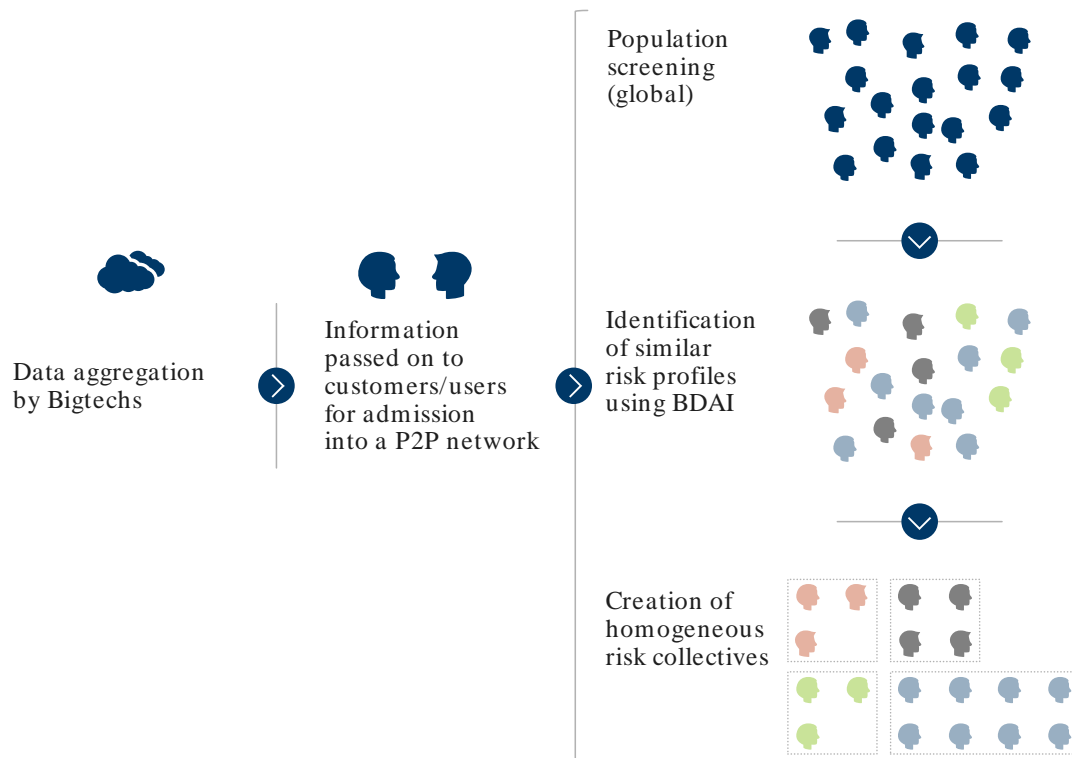 Data aggregation
by Bigtechs
Information
passed on to
customers/users
for admission
into a P2P network
Population
screening
(global)
Identification
of similar
risk profiles
using BDAI
Creation of
homogeneous
risk collectives